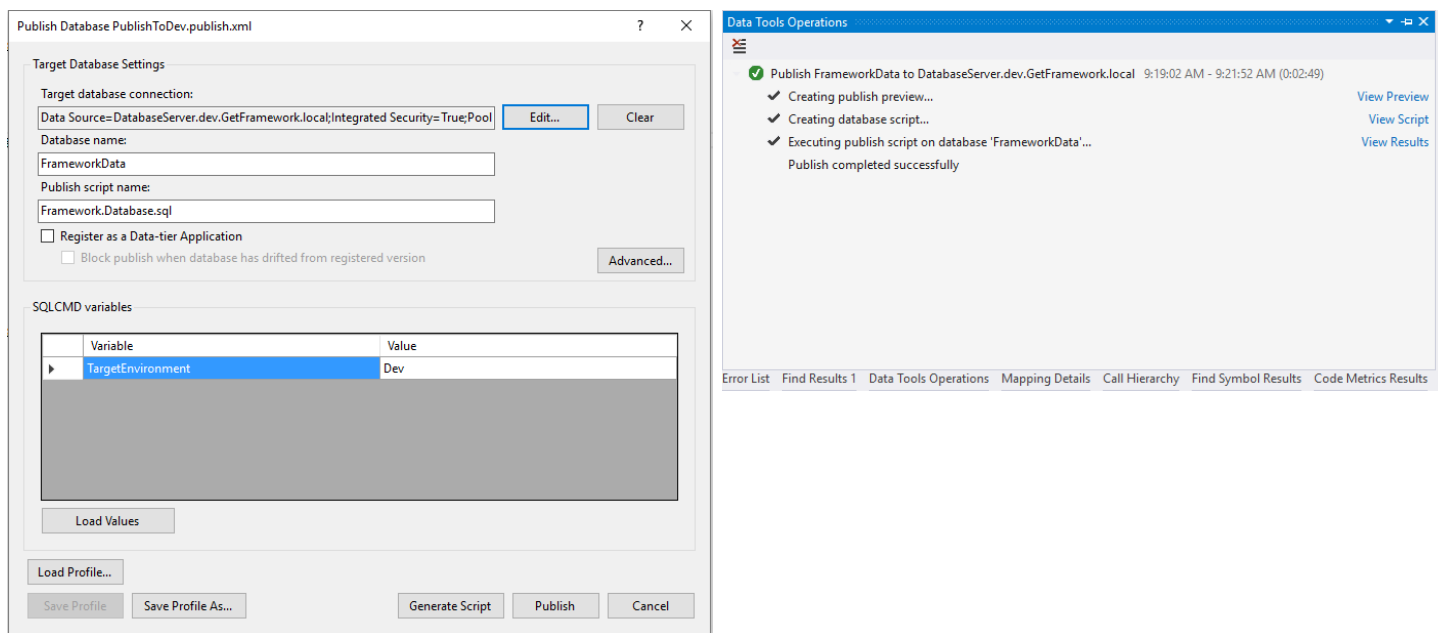 Publish Database PublishToDev.publish.xml
Target Database Settings
Target database connection:
Data Source=DatabaseServer.dev.GetFramework.local;Integrated Security=True;Pool
Edit...
Clear
Database name:
FrameworkData
Publish script name:
Framework.Database.sql
Register as a Data-tier Application
Block publish when database has drifted from registered version
Advanced...
SQLCMD variables
Variable Value
TargetEnvironment Dev
Load Values
Load Profile...
Save Profile
Save Profile As...
Generate Script
Publish
Cancel
Data Tools Operations
Publish FrameworkData to DatabaseServer.dev.GetFramework.local 9:19:02 AM - 9:21:52 AM (0:02:49)
Creating publish preview... View Preview
Creating database script... View Script
Executing publish script on database 'FrameworkData'... View Results
Publish completed successfully
Error List Find Results 1 Data Tools Operations Mapping Details Call Hierarchy Find Symbol Results Code Metrics Results